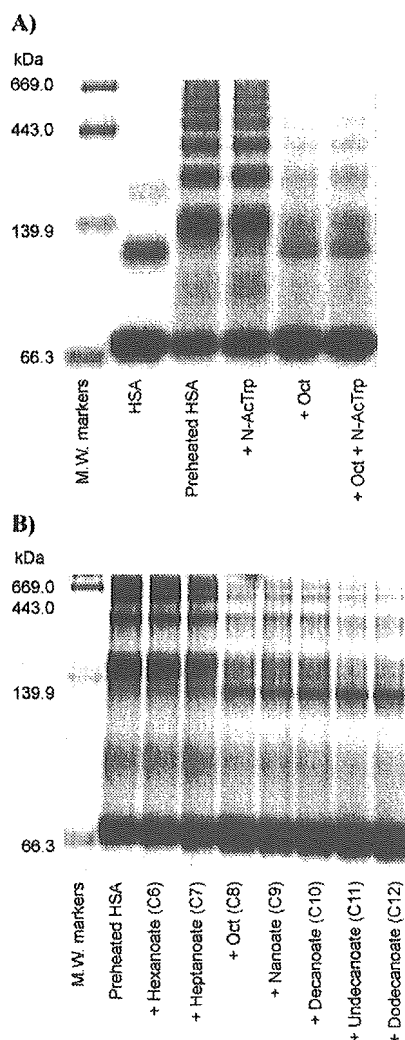 A)
kDa
669.0
443.0
139.9
66.3
M.W. markers
HSA
Preheated HSA
+ N-AcTrp
+ Oct
+ Oct + N-AcTrp
B)
kDa
669.0
443.0
139.9
66.3
M.W. markers
Preheated HSA
+ Hexanoate (C6)
+ Heptanoate (C7)
+ Oct (C8)
+ Nanoate (C9)
+ Decanoate (C10)
+ Undecanoate (C11)
+ Dodecanoate (C12)